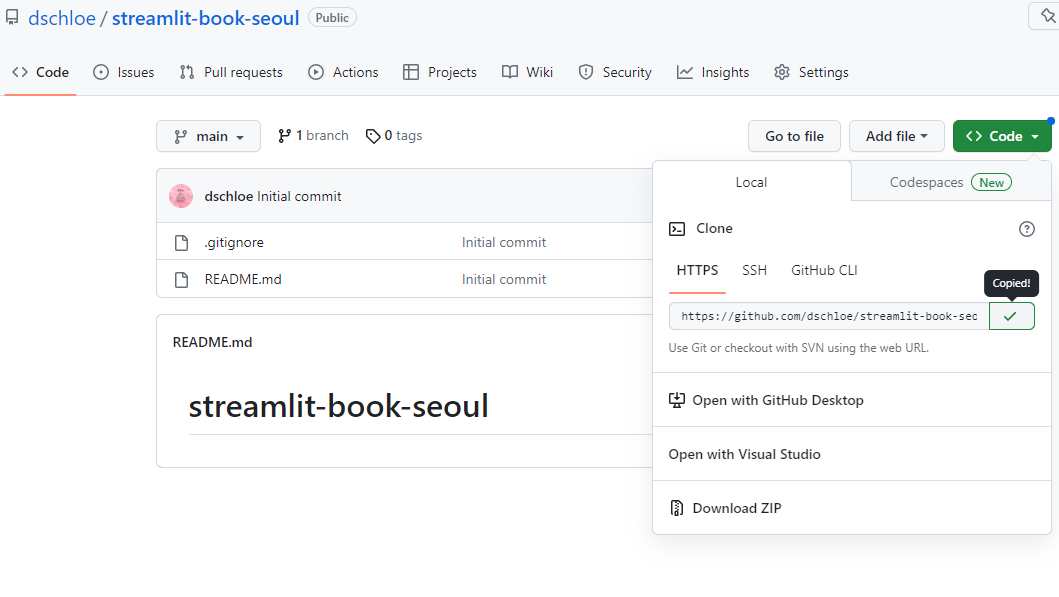 dschloe / streamlit-book-seoul Public
Code Issues Pull requests Actions Projects Wiki Security Insights Settings
main 1 branch 0 tags Go to file Add file Code
Local Codespaces New
dschloe Initial commit
Clone
.gitignore Initial commit
HTTPS SSH GitHub CLI
README.md Initial commit
Copied!
https://github.com/dschloe/streamlit-book-seo
README.md
Use Git or checkout with SVN using the web URL.
streamlit-book-seoul
Open with GitHub Desktop
Open with Visual Studio
Download ZIP